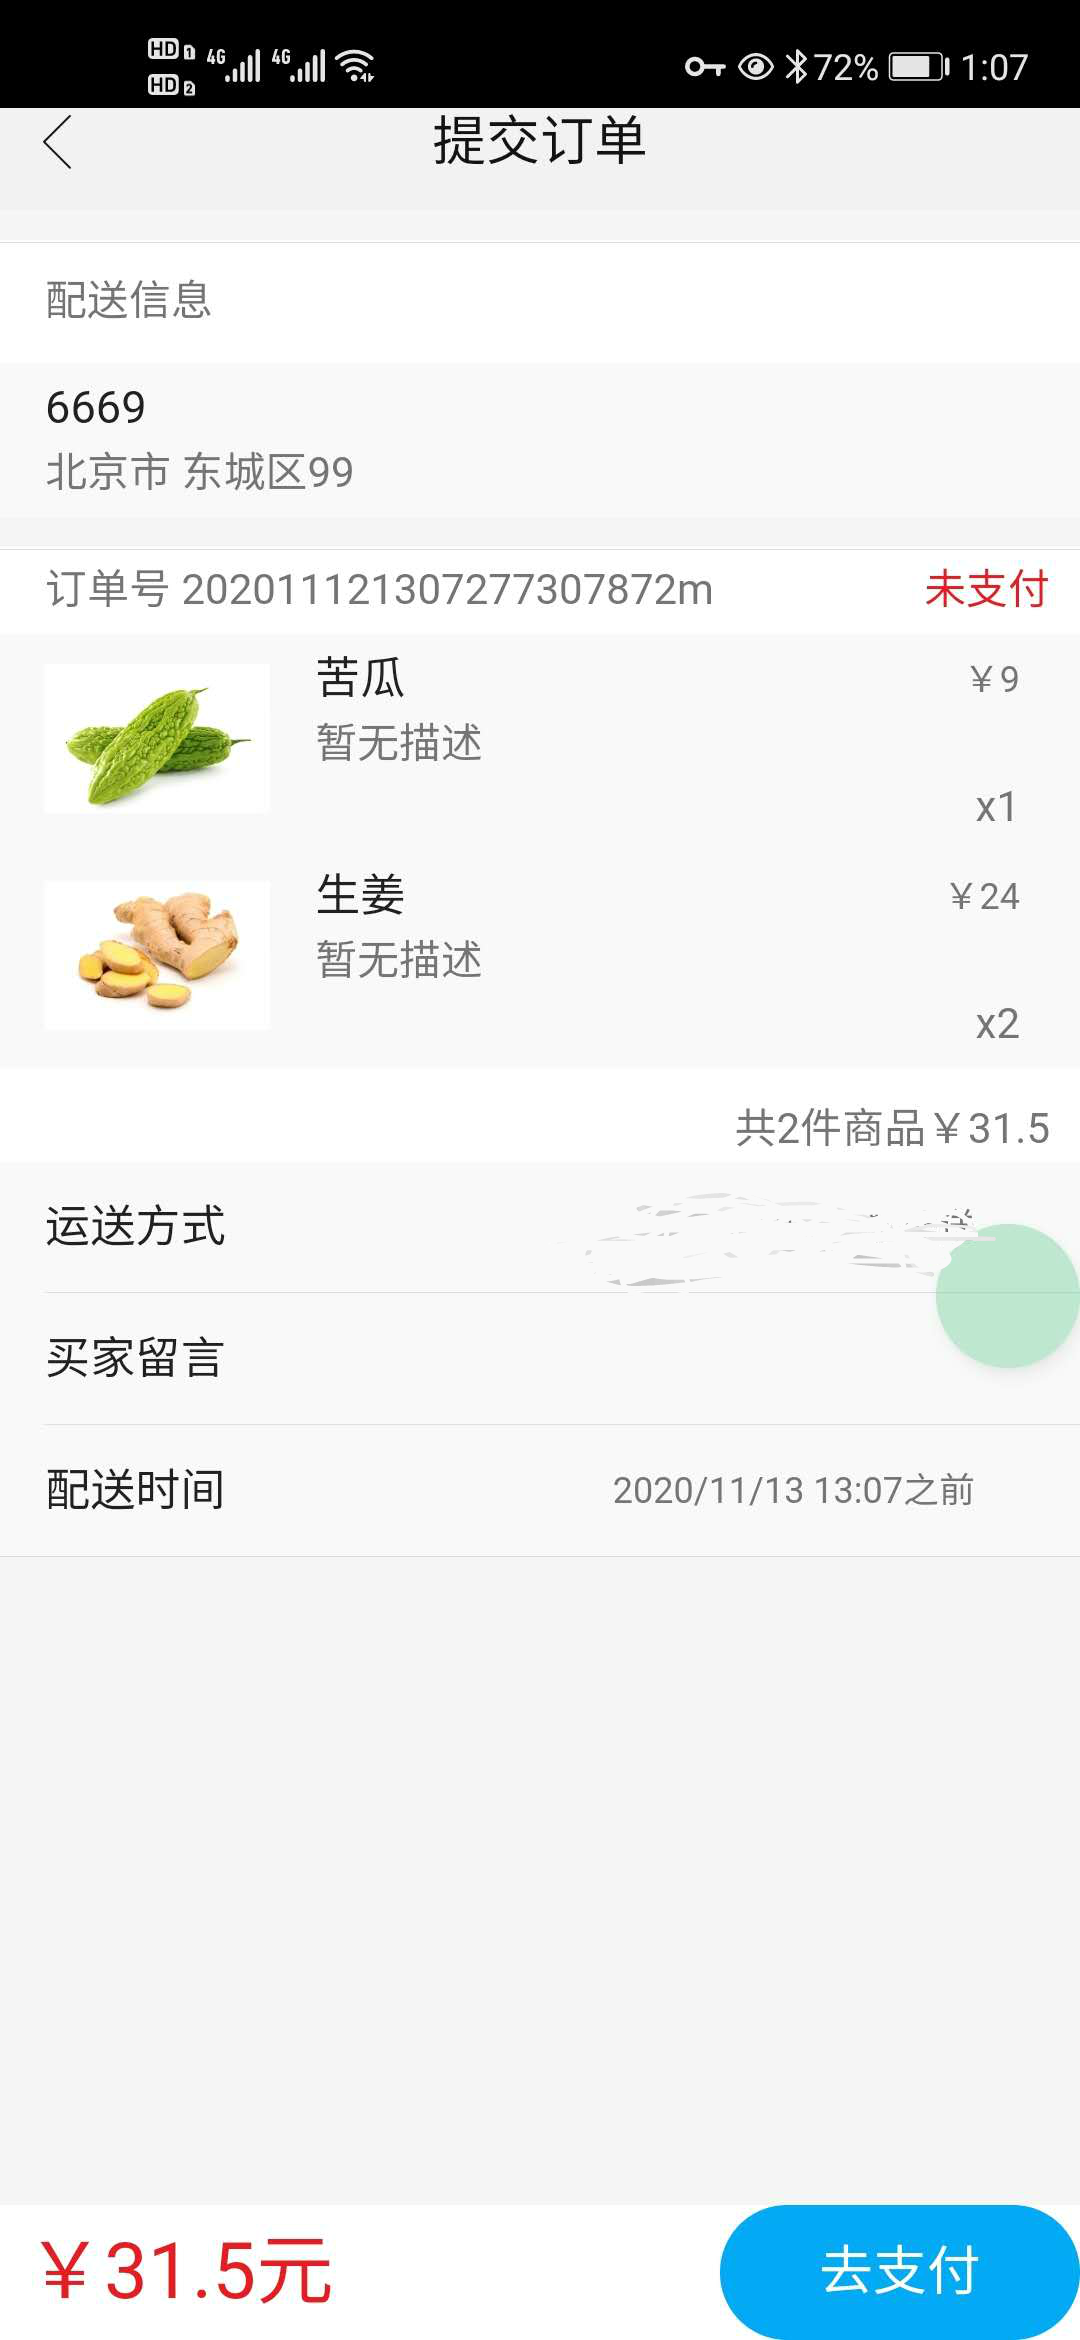 HD 1 4G 4G 72% 1:07
HD 2
提交订单
配送信息
6669
北京市 东城区99
订单号 20201112130727730 7872m 未支付
苦瓜 ￥9
暂无描述
x1
生姜 ￥24
暂无描述
x2
共2件商品￥31.5
运送方式
买家留言
配送时间 2020/11/13 13:07之前
￥31.5元 去支付